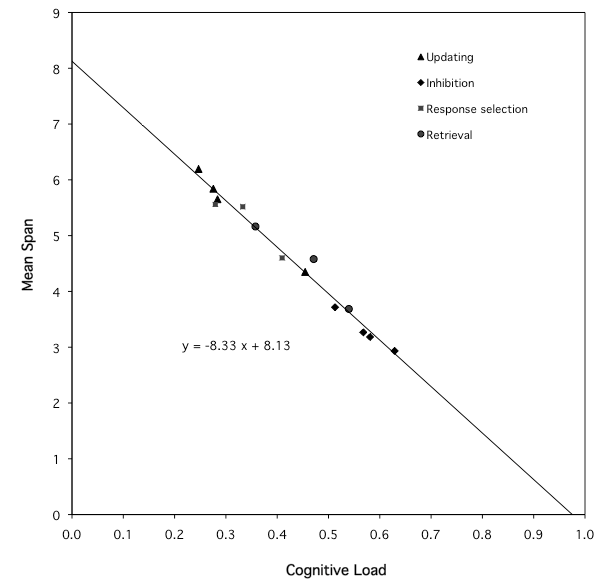 9
8
7
6
5
4
3
2
1
0
Mean Span
Updating
Inhibition
Response selection
Retrieval
y = -8.33 x + 8.13
0.0 0.1 0.2 0.3 0.4 0.5 0.6 0.7 0.8 0.9 1.0
Cognitive Load